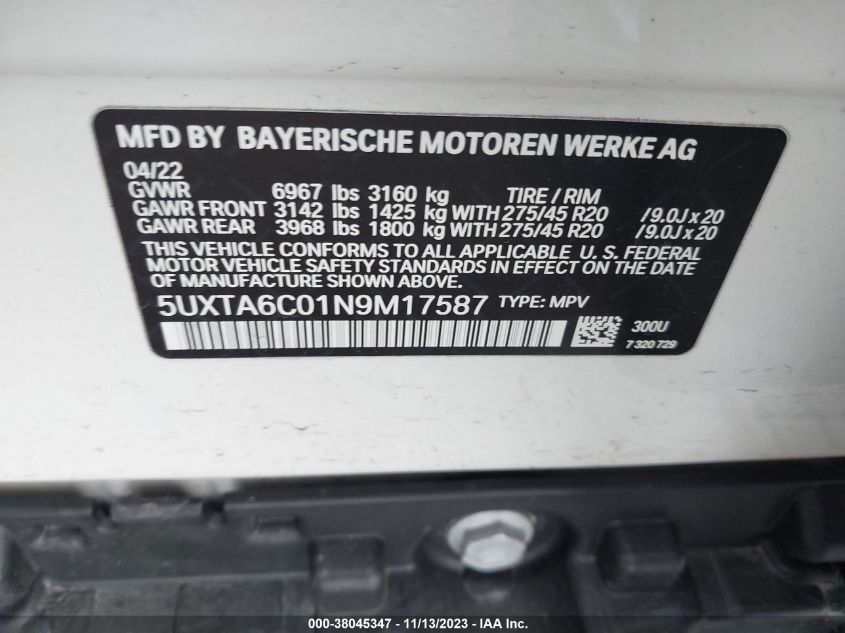 MFD BY BAYERISCHE MOTOREN WERKE AG
04/22
GVWR 6967 lbs 3160 kg TIRE / RIM
GAWR FRONT 3142 lbs 1425 kg WITH 275/45 R20 /9.0J x 20
GAWR REAR 3968 lbs 1800 kg WITH 275/45 R20 /9.0J x 20
THIS VEHICLE CONFORMS TO ALL APPLICABLE U. S. FEDERAL
MOTOR VEHICLE SAFETY STANDARDS IN EFFECT ON THE DATE
OF MANUFACTURE SHOWN ABOVE.
5UXTA6C01N9M17587 TYPE: MPV
300U
7 320 729
000-38045347 - 11/13/2023 - IAA Inc.